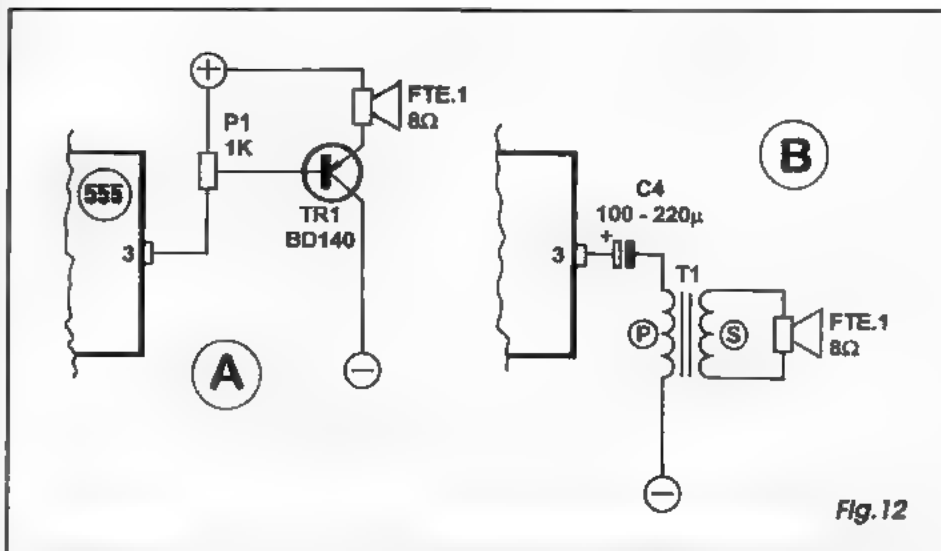 P1
1K
FTE.1
8Ω
555
3
TR1
BD140
A
B
C4
100 - 220µ
+
3
T1
P
S
FTE.1
8Ω
Fig.12